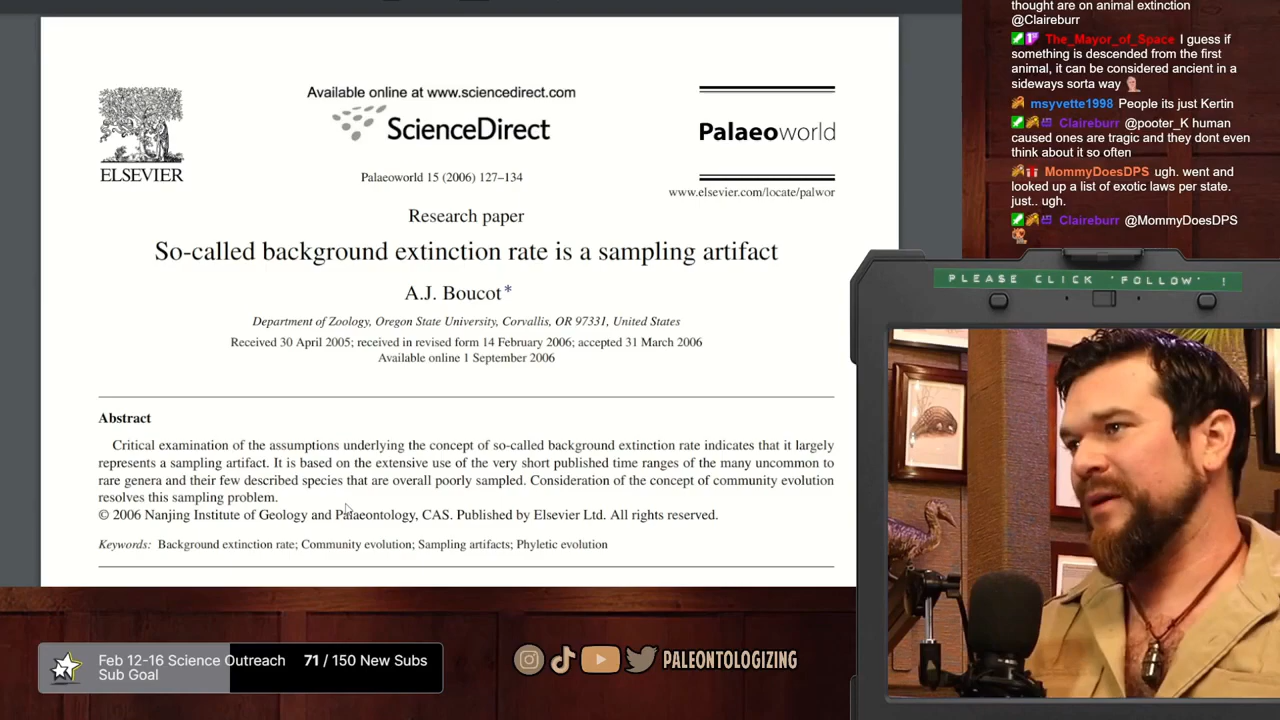 Available online at www.sciencedirect.com
ScienceDirect
ELSEVIER
Palaeoworld
Palaeoworld 15 (2006) 127–134
www.elsevier.com/locate/palwor
Research paper
So-called background extinction rate is a sampling artifact
A.J. Boucot *
Department of Zoology, Oregon State University, Corvallis, OR 97331, United States
Received 30 April 2005; received in revised form 14 February 2006; accepted 31 March 2006
Available online 1 September 2006
Abstract
Critical examination of the assumptions underlying the concept of so-called background extinction rate indicates that it largely
represents a sampling artifact. It is based on the extensive use of the very short published time ranges of the many uncommon to
rare genera and their few described species that are overall poorly sampled. Consideration of the concept of community evolution
resolves this sampling problem.
© 2006 Nanjing Institute of Geology and Palaeontology, CAS. Published by Elsevier Ltd. All rights reserved.
Keywords: Background extinction rate; Community evolution; Sampling artifacts; Phyletic evolution
thought are on animal extinction
@Claireburr
The_Mayor_of_Space I guess if
something is descended from the first
animal, it can be considered ancient in a
sideways sorta way
msyvette1998 People its just Kertin
Claireburr @pooter_K human
caused ones are tragic and they dont even
think about it so often
MommyDoesDPS ugh. went and
looked up a list of exotic laws per state.
just.. ugh.
Claireburr @MommyDoesDPS
PLEASE CLICK 'FOLLOW' !
Feb 12-16 Science Outreach
Sub Goal
71 / 150 New Subs
PALEONTOLOGIZING